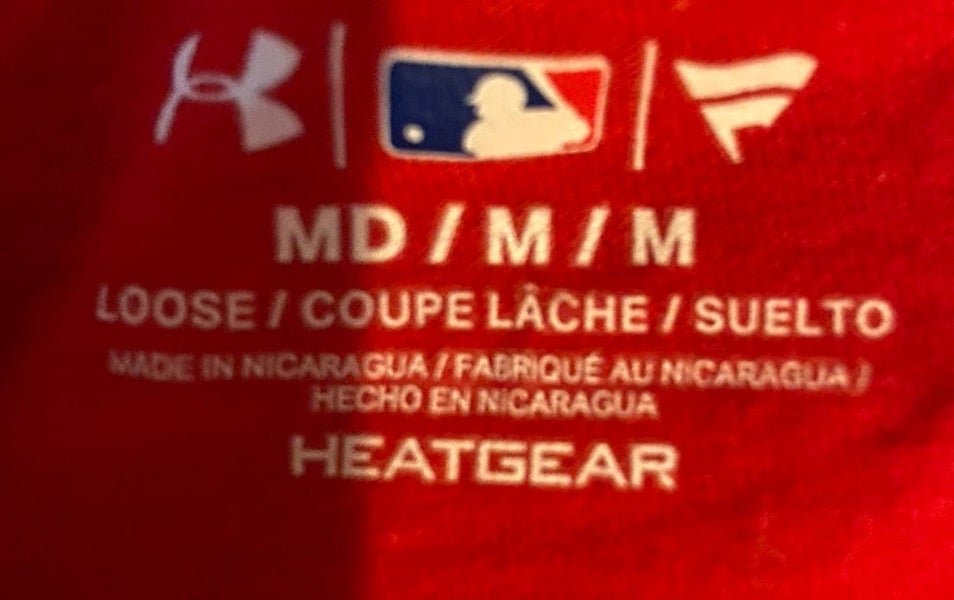 MD / M / M
LOOSE / COUPE LÂCHE / SUELTO
MADE IN NICARAGUA / FABRIQUÉ AU NICARAGUA /
HECHO EN NICARAGUA
HEATGEAR